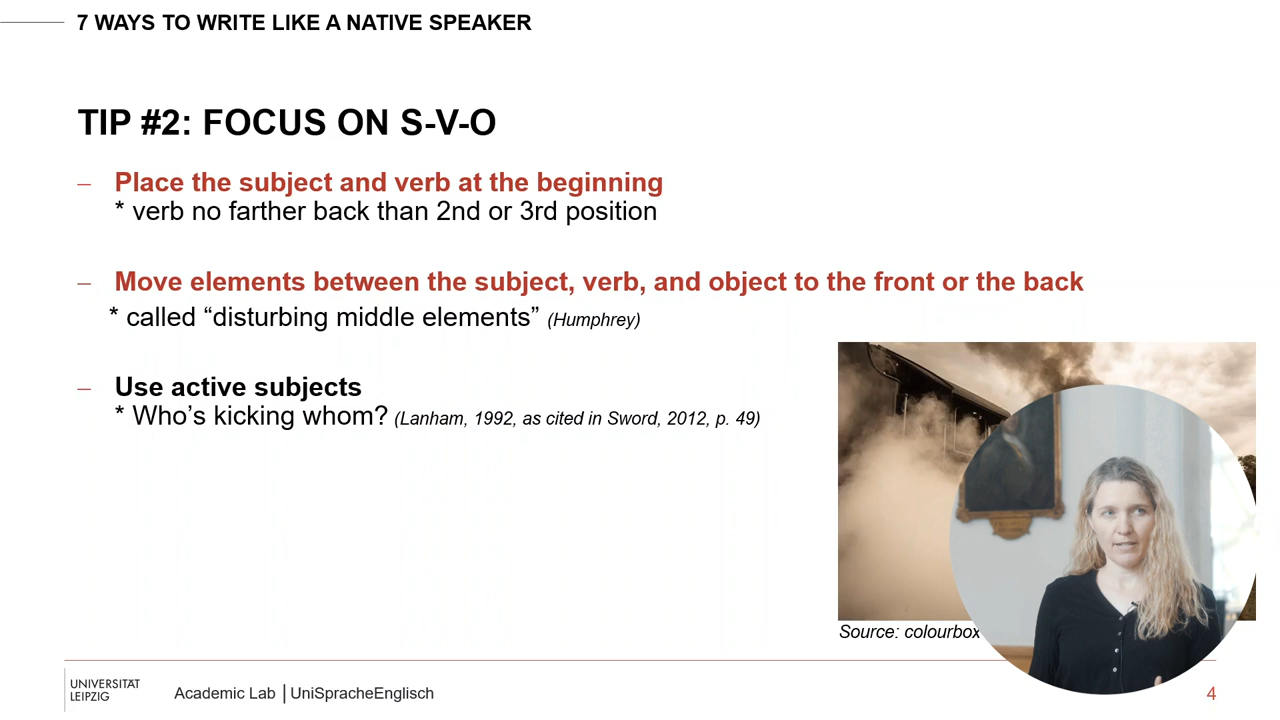 7 WAYS TO WRITE LIKE A NATIVE SPEAKER
TIP #2: FOCUS ON S-V-O
– Place the subject and verb at the beginning
* verb no farther back than 2nd or 3rd position
– Move elements between the subject, verb, and object to the front or the back
* called “disturbing middle elements” (Humphrey)
– Use active subjects
* Who’s kicking whom? (Lanham, 1992, as cited in Sword, 2012, p. 49)
Source: colourbox
UNIVERSITÄT
LEIPZIG
Academic Lab | UniSpracheEnglisch
4